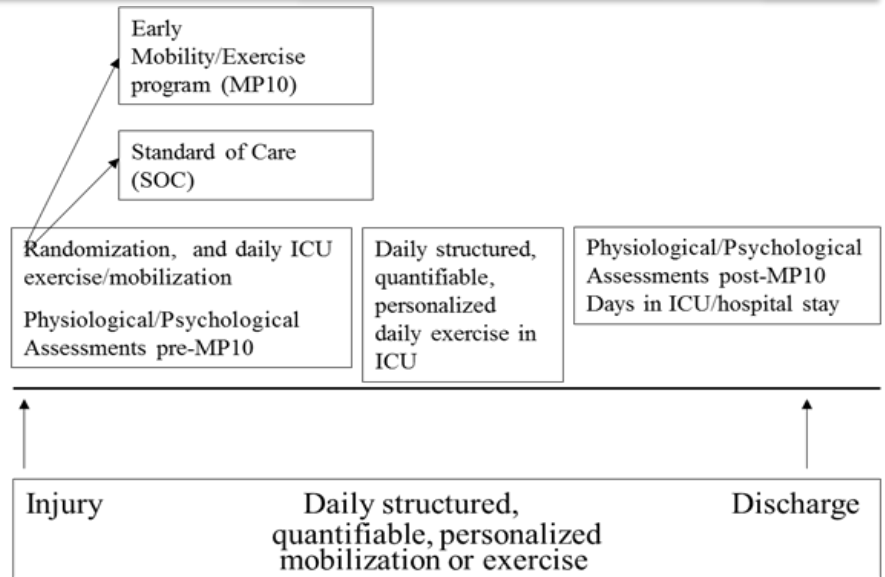 Early
Mobility/Exercise
program (MP10)
Standard of Care
(SOC)
Randomization, and daily ICU
exercise/mobilization
Physiological/Psychological
Assessments pre-MP10
Daily structured,
quantifiable,
personalized
daily exercise in
ICU
Physiological/Psychological
Assessments post-MP10
Days in ICU/hospital stay
Injury
Daily structured,
quantifiable, personalized
mobilization or exercise
Discharge